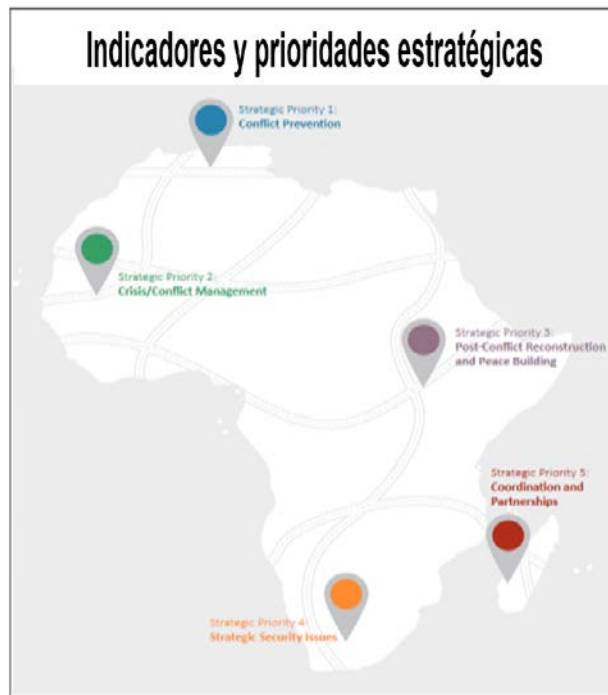 Indicadores y prioridades estratégicas
Strategic Priority 1:
Conflict Prevention
Strategic Priority 2:
Crisis/Conflict Management
Strategic Priority 3:
Post-Conflict Reconstruction
and Peace Building
Strategic Priority 5:
Coordination and
Partnerships
Strategic Priority 4:
Strategic Security Issues